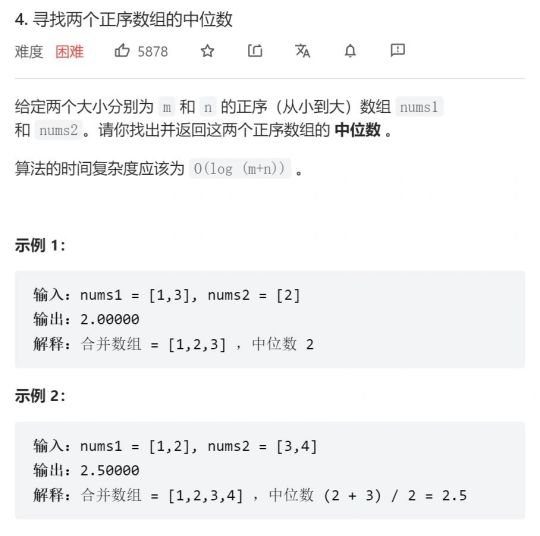 4. 寻找两个正序数组的中位数
难度 困难 5878
给定两个大小分别为 m 和 n 的正序（从小到大）数组 nums1
和 nums2。请你找出并返回这两个正序数组的 中位数 。
算法的时间复杂度应该为 O(log (m+n)) 。
示例 1：
输入：nums1 = [1,3], nums2 = [2]
输出：2.00000
解释：合并数组 = [1,2,3] ，中位数 2
示例 2：
输入：nums1 = [1,2], nums2 = [3,4]
输出：2.50000
解释：合并数组 = [1,2,3,4] ，中位数 (2 + 3) / 2 = 2.5